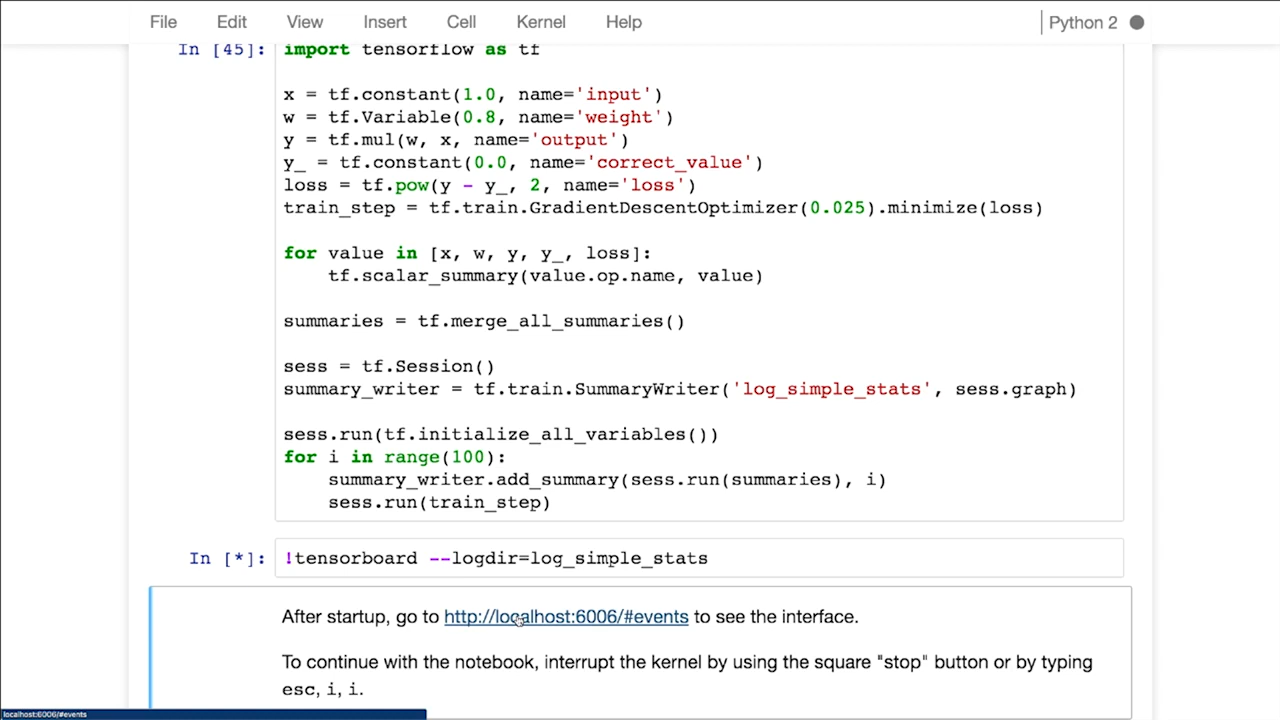 File Edit View Insert Cell Kernel Help Python 2
In [45]: import tensorflow as tf
x = tf.constant(1.0, name='input')
w = tf.Variable(0.8, name='weight')
y = tf.mul(w, x, name='output')
y_ = tf.constant(0.0, name='correct_value')
loss = tf.pow(y - y_, 2, name='loss')
train_step = tf.train.GradientDescentOptimizer(0.025).minimize(loss)
for value in [x, w, y, y_, loss]:
    tf.scalar_summary(value.op.name, value)
summaries = tf.merge_all_summaries()
sess = tf.Session()
summary_writer = tf.train.SummaryWriter('log_simple_stats', sess.graph)
sess.run(tf.initialize_all_variables())
for i in range(100):
    summary_writer.add_summary(sess.run(summaries), i)
    sess.run(train_step)
In [*]: !tensorboard --logdir=log_simple_stats
After startup, go to http://localhost:6006/#events to see the interface.
To continue with the notebook, interrupt the kernel by using the square "stop" button or by typing
esc, i, i.
localhost:6006/#events